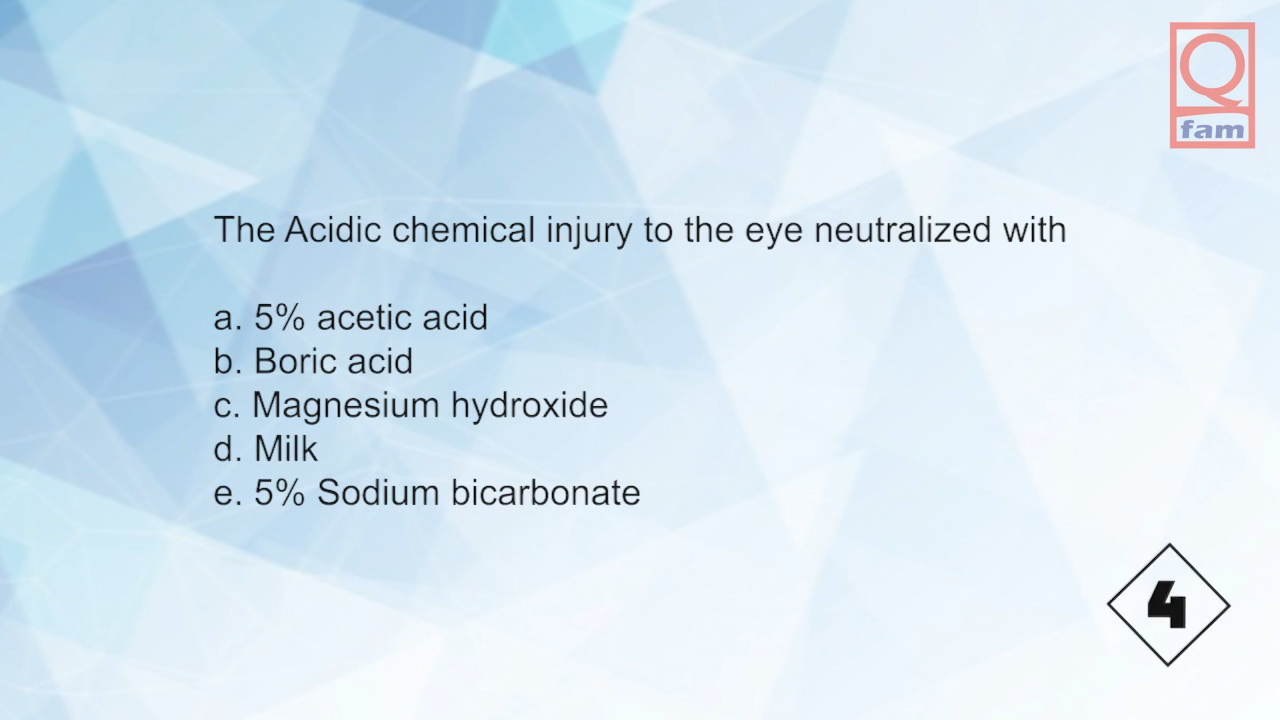 Q
fam
The Acidic chemical injury to the eye neutralized with
a. 5% acetic acid
b. Boric acid
c. Magnesium hydroxide
d. Milk
e. 5% Sodium bicarbonate
4